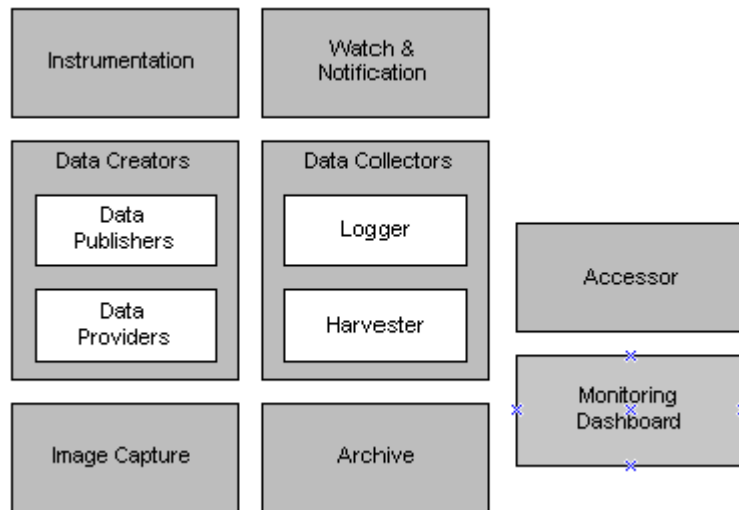 Instrumentation
Watch &
Notification
Data Creators
Data
Publishers
Data
Providers
Data Collectors
Logger
Harvester
Accessor
Monitoring
Dashboard
Image Capture
Archive